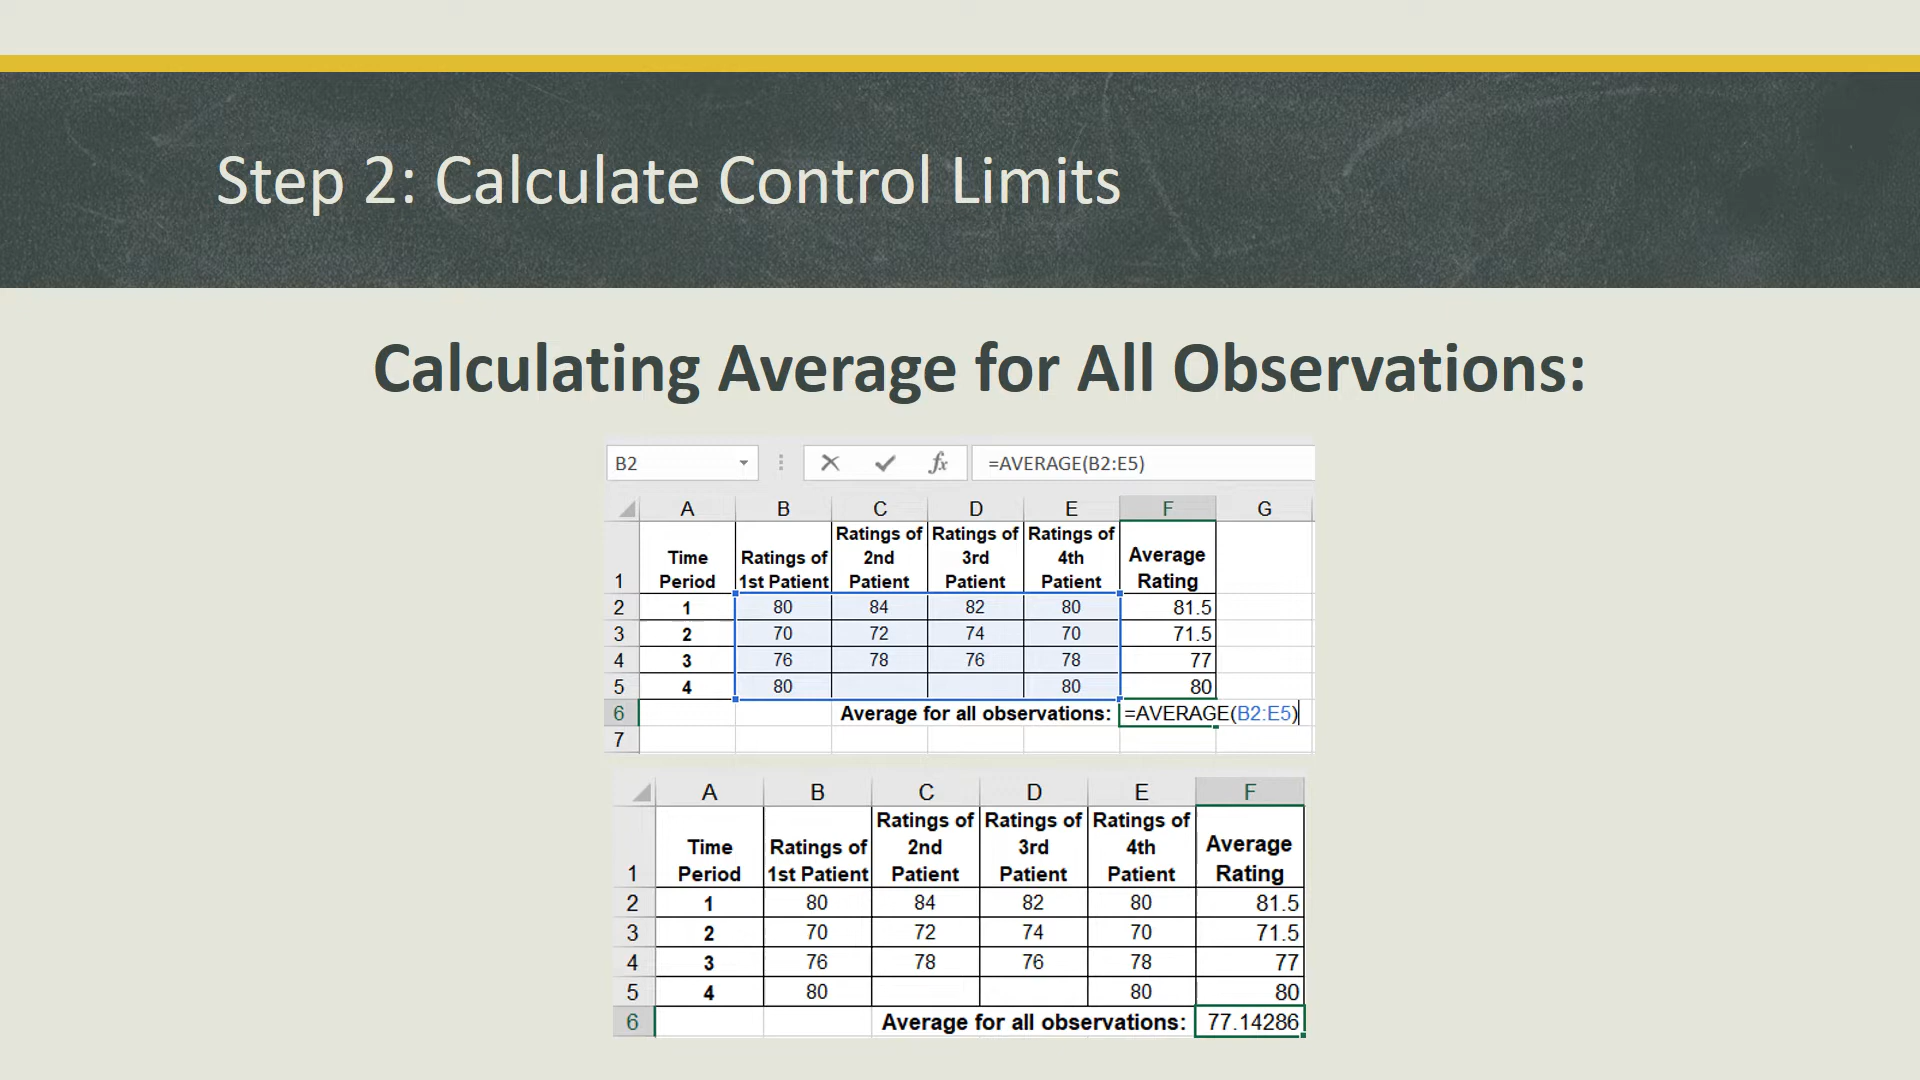 Step 2: Calculate Control Limits
Calculating Average for All Observations:
B2 fx =AVERAGE(B2:E5)
A B C D E F G
1 Time Period Ratings of 1st Patient Ratings of 2nd Patient Ratings of 3rd Patient Ratings of 4th Patient Average Rating
2 1 80 84 82 80 81.5
3 2 70 72 74 70 71.5
4 3 76 78 76 78 77
5 4 80 80 80
6 Average for all observations: =AVERAGE(B2:E5)
7
A B C D E F
1 Time Period Ratings of 1st Patient Ratings of 2nd Patient Ratings of 3rd Patient Ratings of 4th Patient Average Rating
2 1 80 84 82 80 81.5
3 2 70 72 74 70 71.5
4 3 76 78 76 78 77
5 4 80 80 80
6 Average for all observations: 77.14286